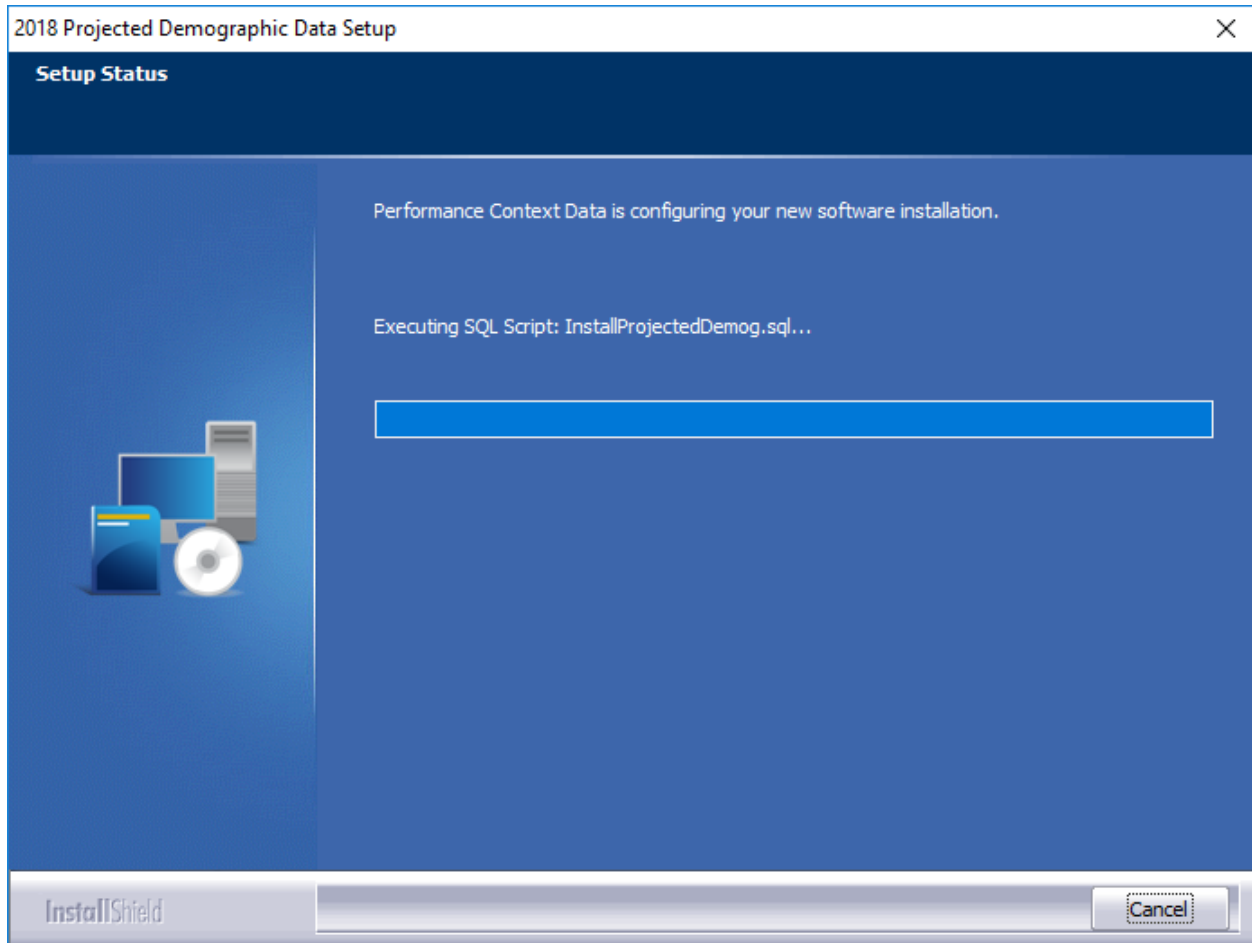 2018 Projected Demographic Data Setup
Setup Status
Performance Context Data is configuring your new software installation.
Executing SQL Script: InstallProjectedDemog.sql...
InstallShield
Cancel